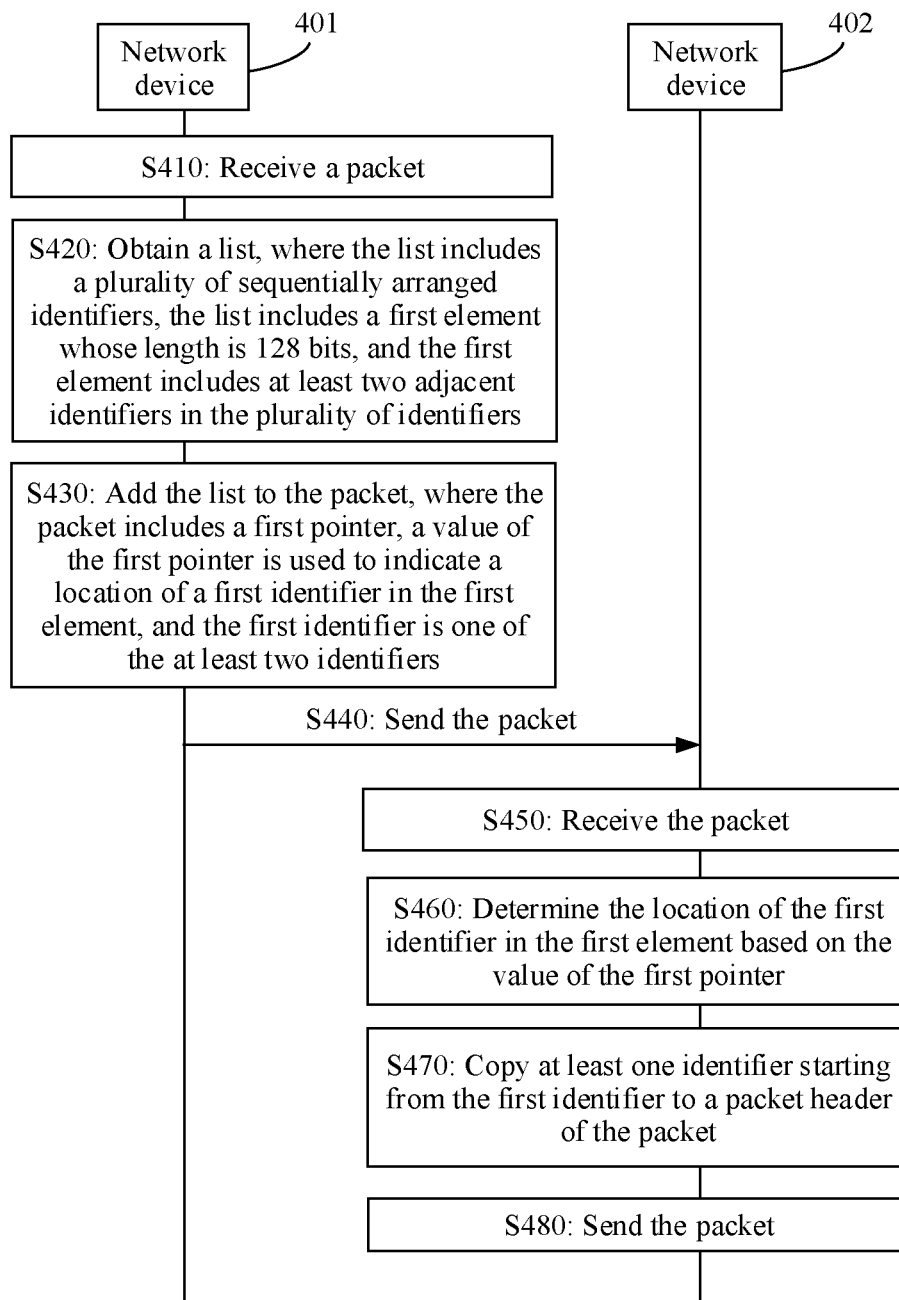 401
402
Network
device
Network
device
S410: Receive a packet
S420: Obtain a list, where the list includes
a plurality of sequentially arranged
identifiers, the list includes a first element
whose length is 128 bits, and the first
element includes at least two adjacent
identifiers in the plurality of identifiers
S430: Add the list to the packet, where the
packet includes a first pointer, a value of
the first pointer is used to indicate a
location of a first identifier in the first
element, and the first identifier is one of
the at least two identifiers
S440: Send the packet
S450: Receive the packet
S460: Determine the location of the first
identifier in the first element based on the
value of the first pointer
S470: Copy at least one identifier starting
from the first identifier to a packet header
of the packet
S480: Send the packet